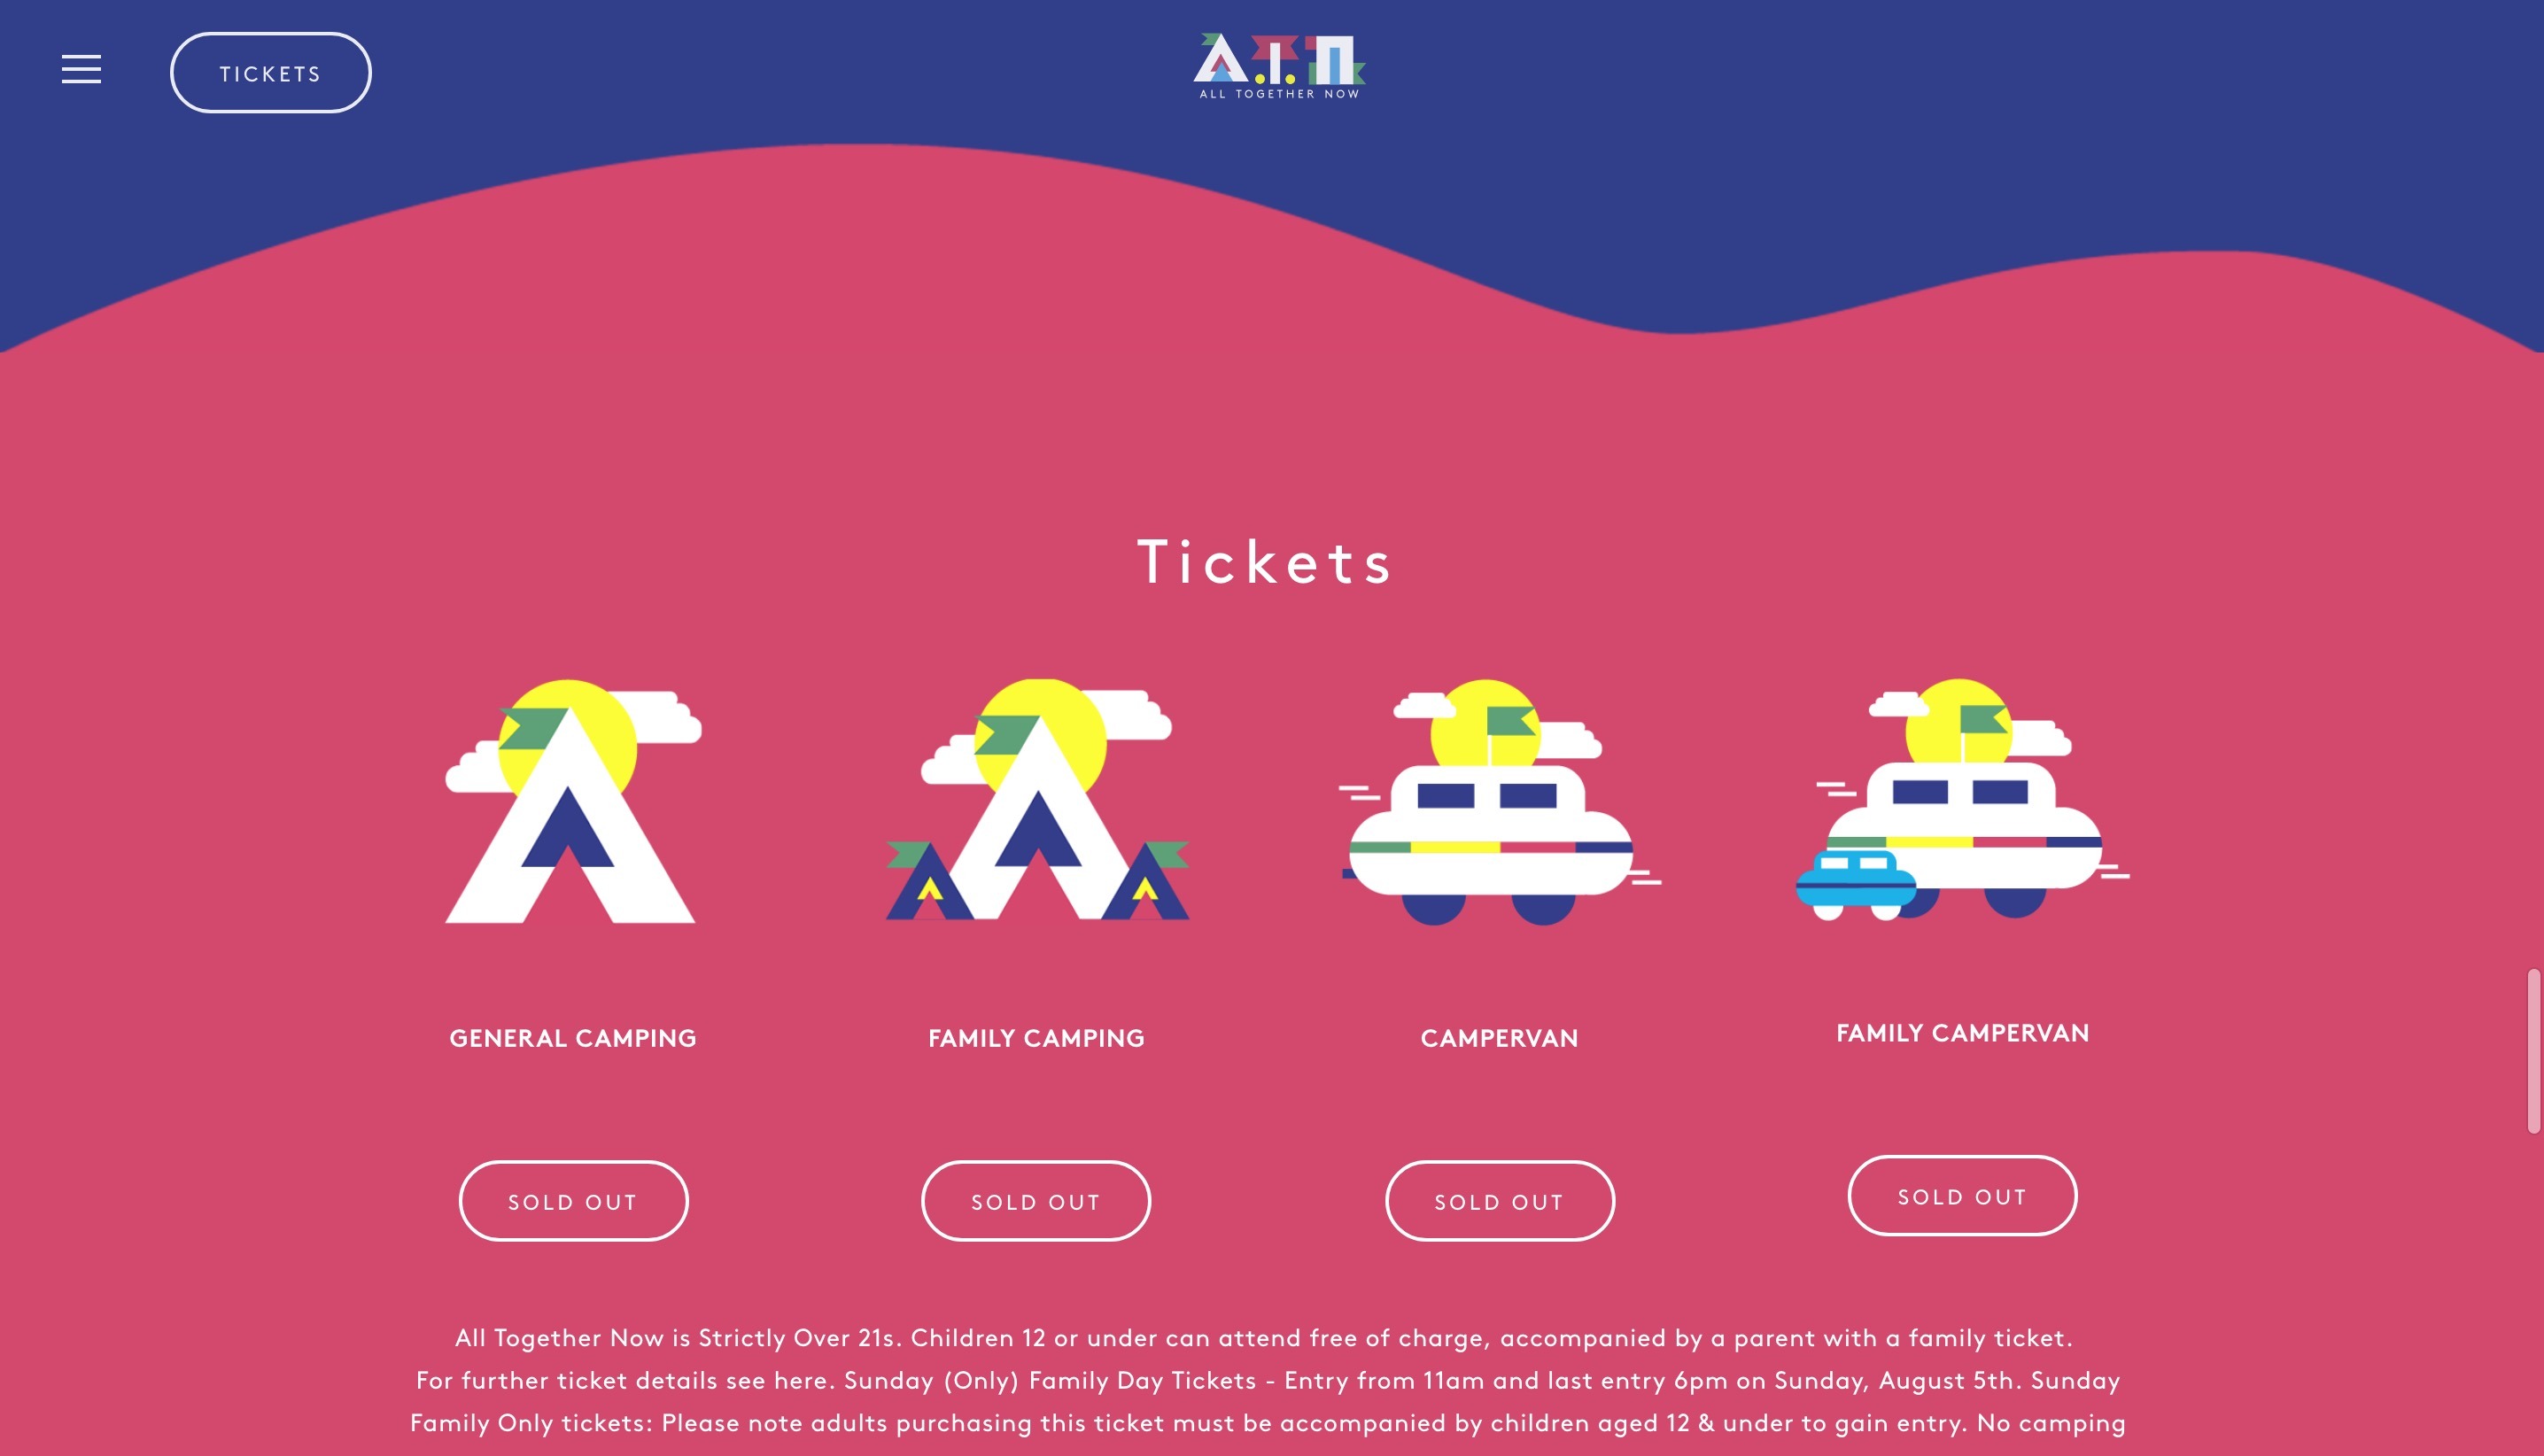 TICKETS
A.T.N
ALL TOGETHER NOW
Tickets
GENERAL CAMPING
FAMILY CAMPING
CAMPERVAN
FAMILY CAMPERVAN
SOLD OUT
SOLD OUT
SOLD OUT
SOLD OUT
All Together Now is Strictly Over 21s. Children 12 or under can attend free of charge, accompanied by a parent with a family ticket.
For further ticket details see here. Sunday (Only) Family Day Tickets - Entry from 11am and last entry 6pm on Sunday, August 5th. Sunday
Family Only tickets: Please note adults purchasing this ticket must be accompanied by children aged 12 & under to gain entry. No camping